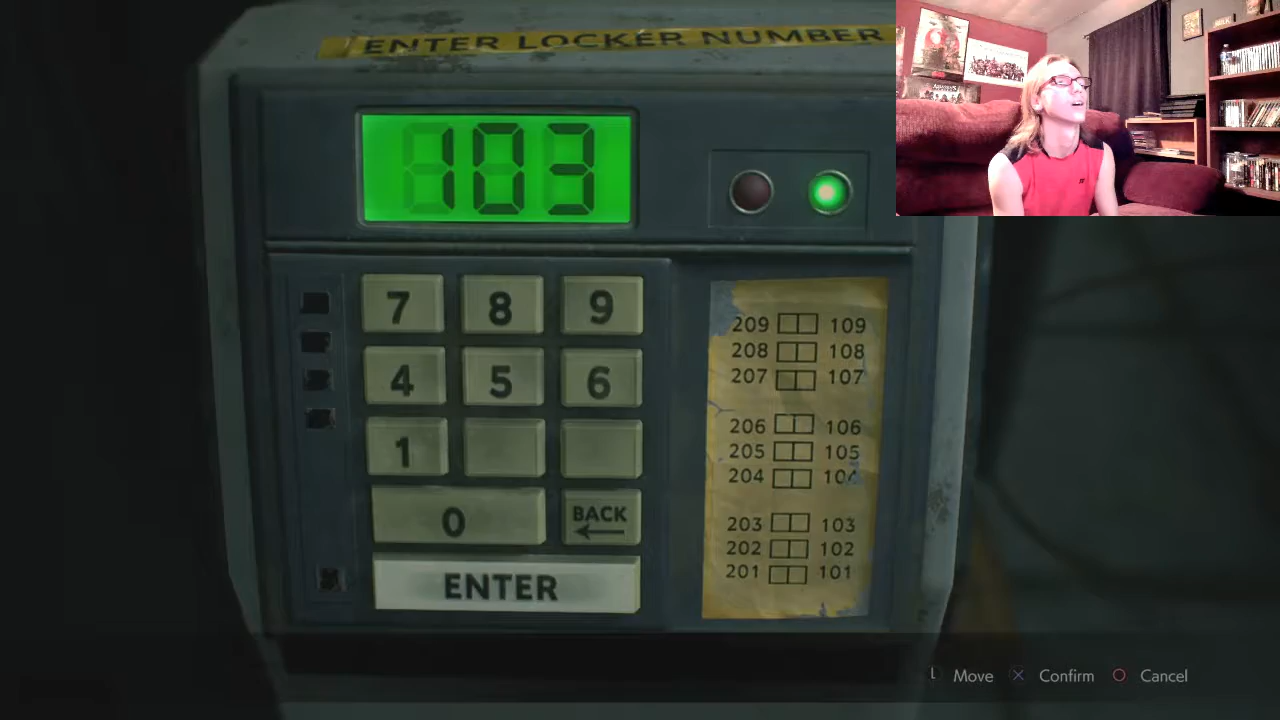 ENTER LOCKER NUMBER
103
7 8 9
4 5 6
1
0 BACK
ENTER
209 109
208 108
207 107
206 106
205 105
204 104
203 103
202 102
201 101
L Move Confirm Cancel